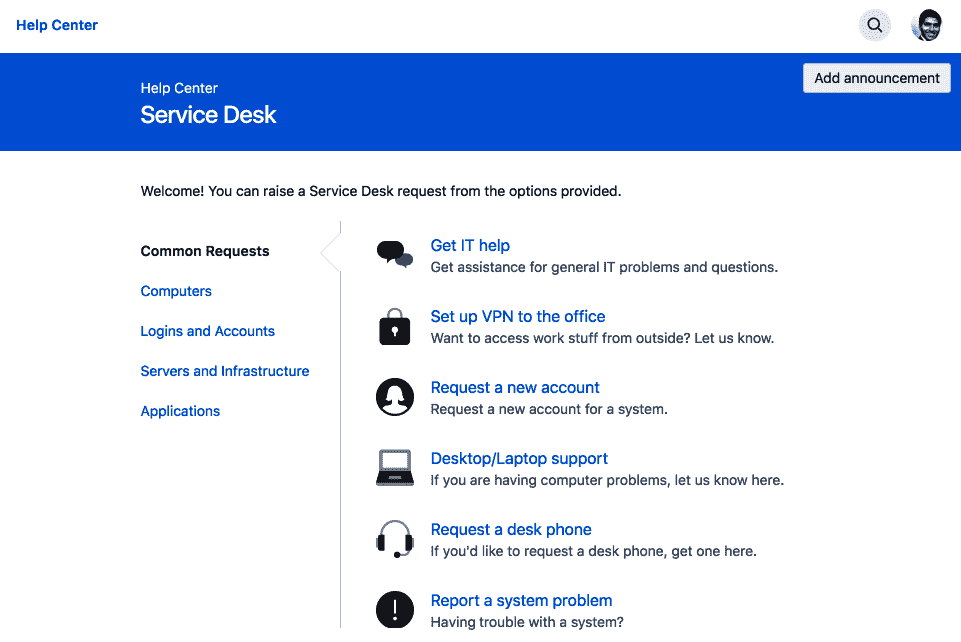 Help Center
Add announcement
Help Center
Service Desk
Welcome! You can raise a Service Desk request from the options provided.
Common Requests
Computers
Logins and Accounts
Servers and Infrastructure
Applications
Get IT help
Get assistance for general IT problems and questions.
Set up VPN to the office
Want to access work stuff from outside? Let us know.
Request a new account
Request a new account for a system.
Desktop/Laptop support
If you are having computer problems, let us know here.
Request a desk phone
If you'd like to request a desk phone, get one here.
Report a system problem
Having trouble with a system?